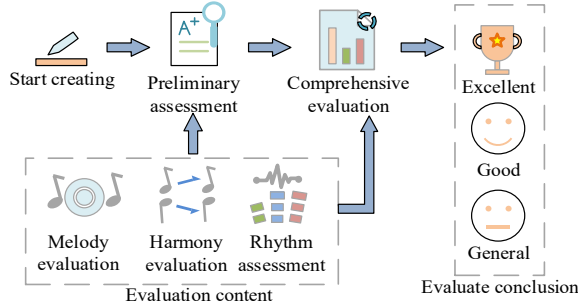 A+
Start creating
Preliminary
assessment
Comprehensive
evaluation
Excellent
Good
General
Evaluate conclusion
Melody
evaluation
Harmony
evaluation
Rhythm
assessment
Evaluation content